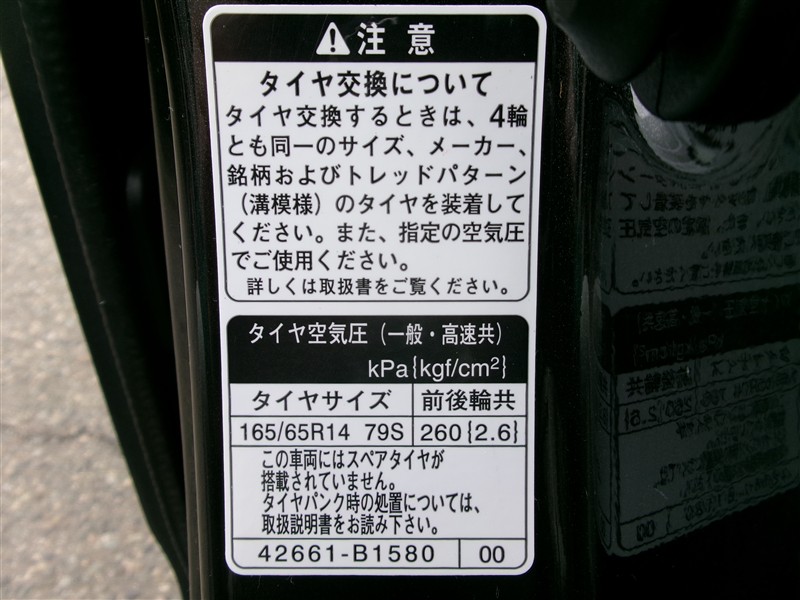 ⚠注意
タイヤ交換について
タイヤ交換するときは、4輪
とも同一のサイズ、メーカー、
銘柄およびトレッドパターン
（溝模様）のタイヤを装着して
ください。また、指定の空気圧
でご使用ください。
詳しくは取扱書をご覧ください。
タイヤ空気圧（一般・高速共）
kPa{kgf/cm²}
タイヤサイズ 前後輪共
165/65R14 79S 260{2.6}
この車両にはスペアタイヤが
搭載されていません。
タイヤパンク時の処置については、
取扱説明書をお読み下さい。
42661-B1580 00